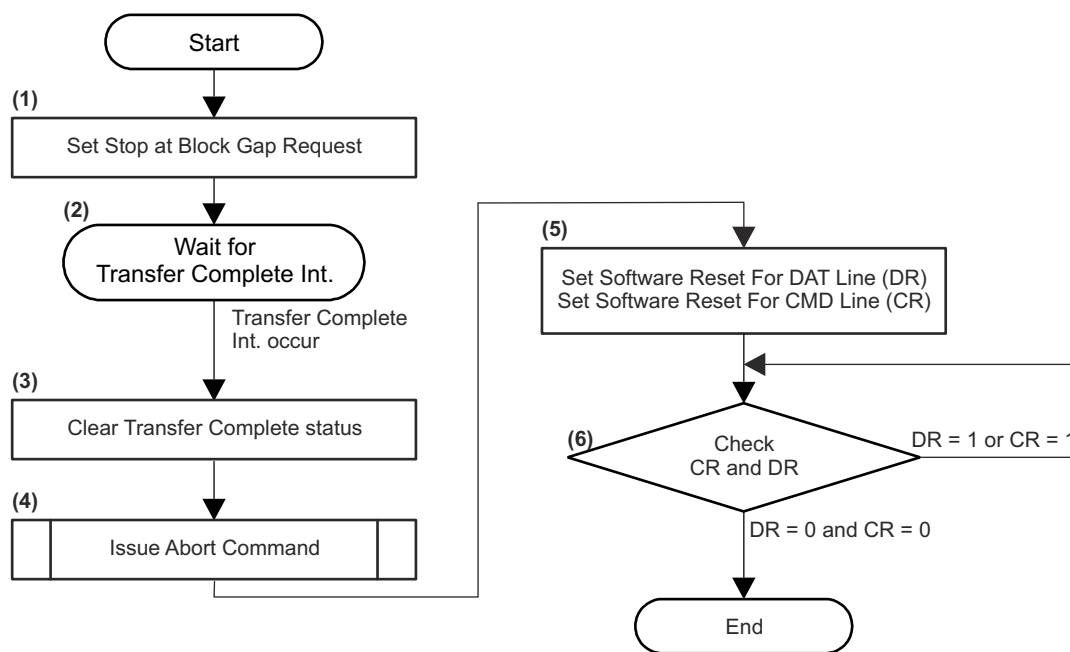 Start
(1)
Set Stop at Block Gap Request
(2)
Wait for
Transfer Complete Int.
Transfer Complete
Int. occur
(3)
Clear Transfer Complete status
(4)
Issue Abort Command
(5)
Set Software Reset For DAT Line (DR)
Set Software Reset For CMD Line (CR)
(6)
Check
CR and DR
DR = 1 or CR = 1
DR = 0 and CR = 0
End